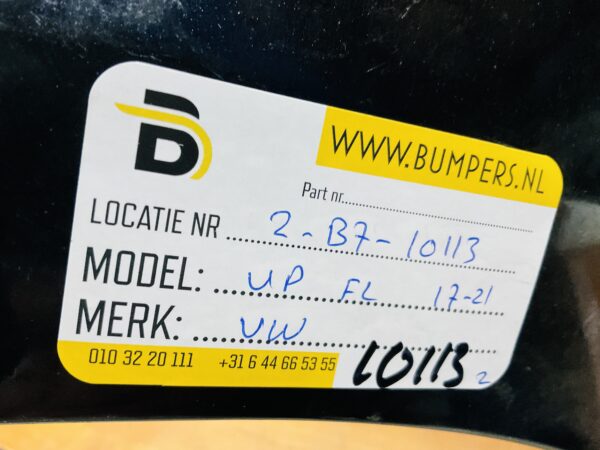 B
WWW.BUMPERS.NL
Part nr.
LOCATIE NR 2-B7-10113
MODEL: UP FL 17-21
MERK: VW
010 32 20 111 +31 6 44 66 53 55 10113 2